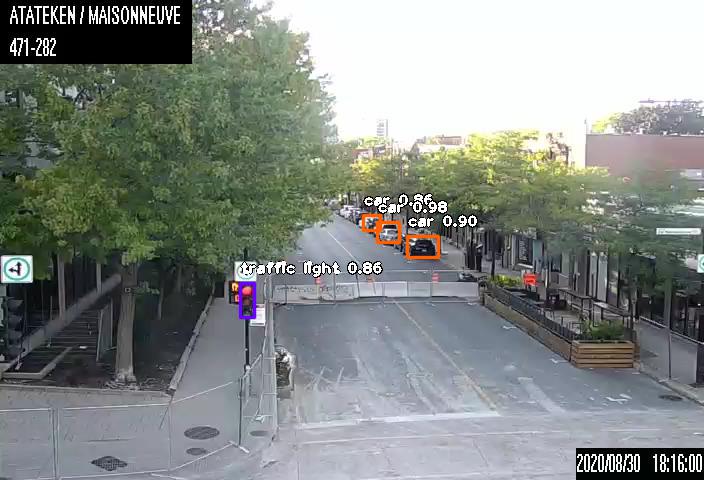 ATATEKEN / MAISONNEUVE
471-282
car 0.86
car 0.98
car 0.90
traffic light 0.86
2020/08/30 18:16:00